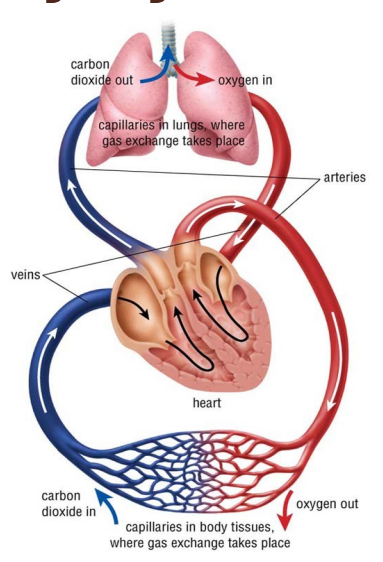 carbon
dioxide out
oxygen in
capillaries in lungs, where
gas exchange takes place
arteries
veins
heart
carbon
dioxide in
oxygen out
capillaries in body tissues,
where gas exchange takes place